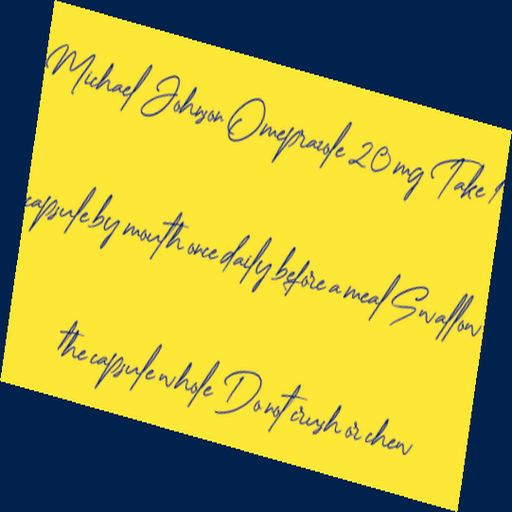 Michael Johnson Omeprazole 20 mg Take 1
capsule by mouth once daily before a meal Swallow
the capsule whole Do not crush or chew